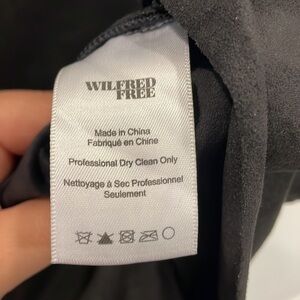 WILFRED
FREE
Made in China
Fabriqué en Chine
Professional Dry Clean Only
Nettoyage à Sec Professionnel
Seulement